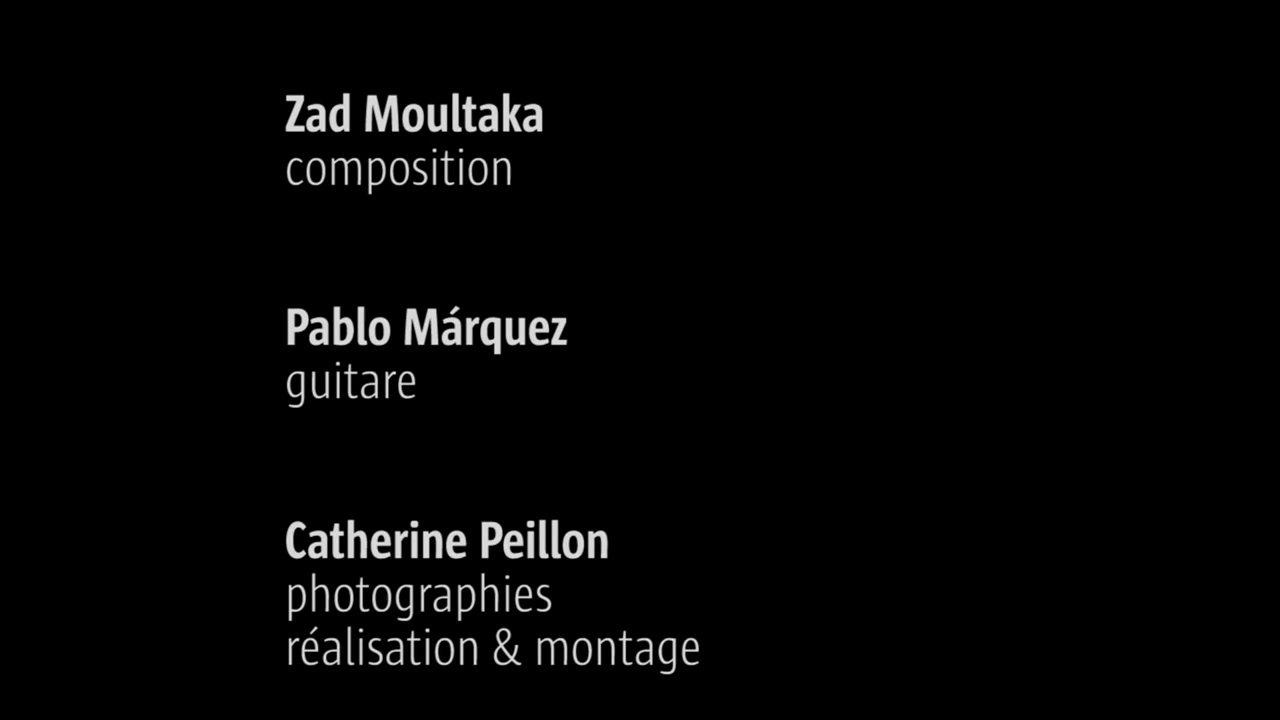 Zad Moultaka
composition
Pablo Márquez
guitare
Catherine Peillon
photographies
réalisation & montage